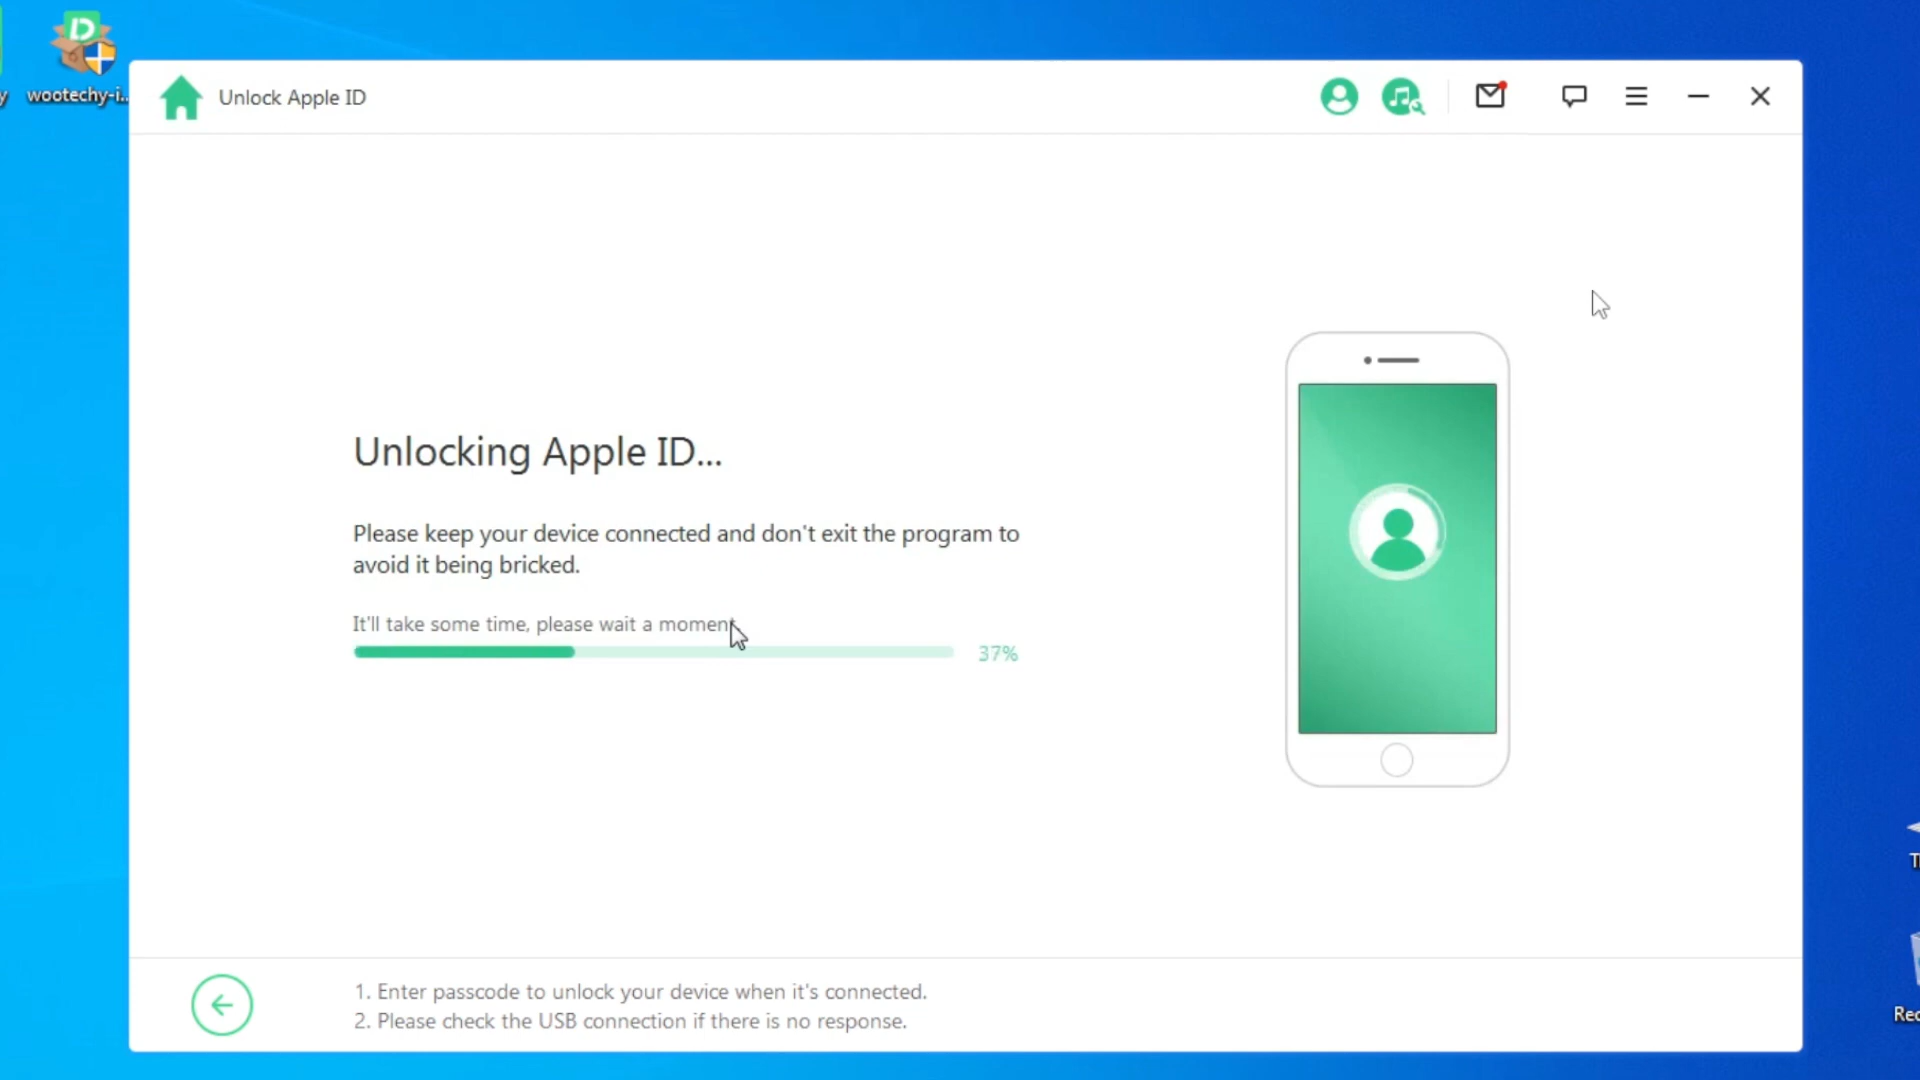 wootechy-i...
Unlock Apple ID
Unlocking Apple ID...
Please keep your device connected and don't exit the program to
avoid it being bricked.
It'll take some time, please wait a moment
37%
1. Enter passcode to unlock your device when it's connected.
2. Please check the USB connection if there is no response.